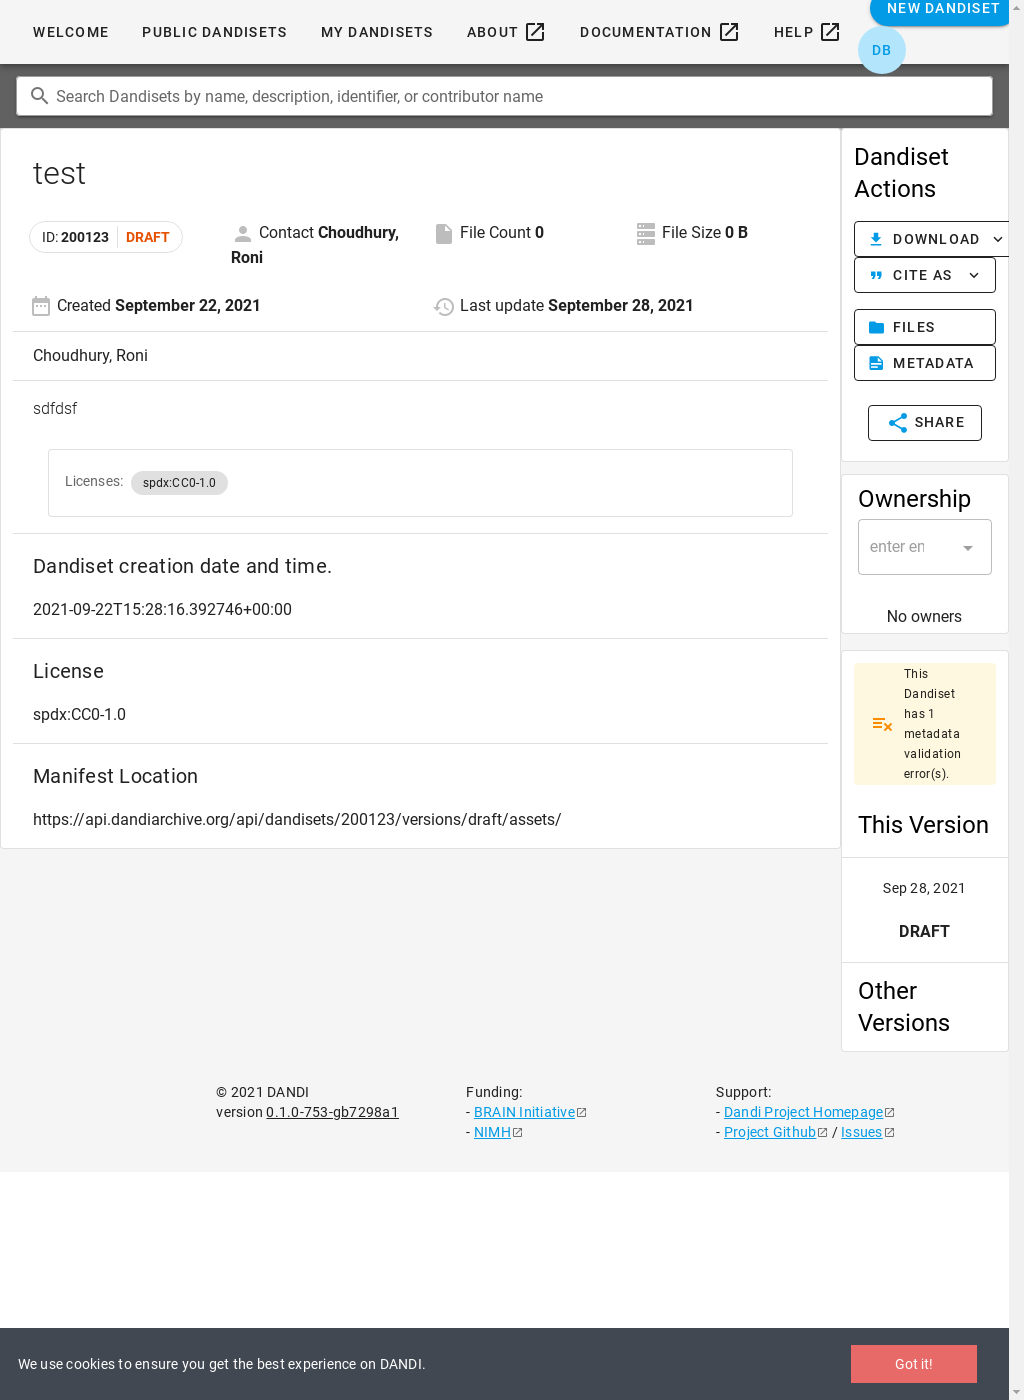 WELCOME PUBLIC DANDISETS MY DANDISETS ABOUT DOCUMENTATION HELP NEW DANDISET
DB
Search Dandisets by name, description, identifier, or contributor name
test
ID: 200123 DRAFT
Contact Choudhury, Roni
File Count 0
File Size 0 B
Created September 22, 2021
Last update September 28, 2021
Choudhury, Roni
sdfdsf
Licenses: spdx:CC0-1.0
Dandiset creation date and time.
2021-09-22T15:28:16.392746+00:00
License
spdx:CC0-1.0
Manifest Location
https://api.dandiarchive.org/api/dandisets/200123/versions/draft/assets/
Dandiset
Actions
DOWNLOAD
CITE AS
FILES
METADATA
SHARE
Ownership
enter en
No owners
This
Dandiset
has 1
metadata
validation
error(s).
This Version
Sep 28, 2021
DRAFT
Other
Versions
© 2021 DANDI
version 0.1.0-753-gb7298a1
Funding:
- BRAIN Initiative
- NIMH
Support:
- Dandi Project Homepage
- Project Github / Issues
We use cookies to ensure you get the best experience on DANDI.
Got it!